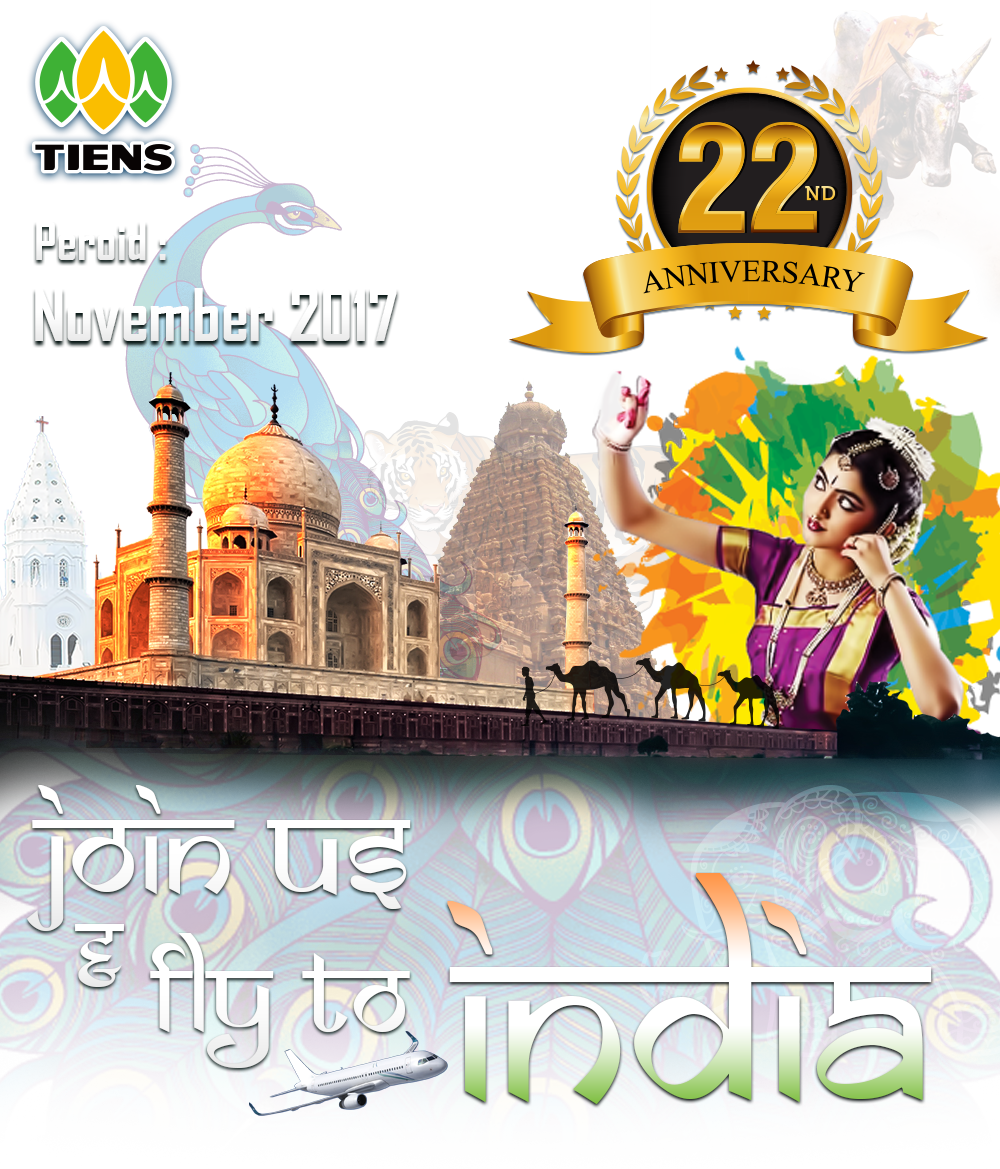 TIENS
22ND
ANNIVERSARY
Peroid :
November 2017
join us
&
fly to
india